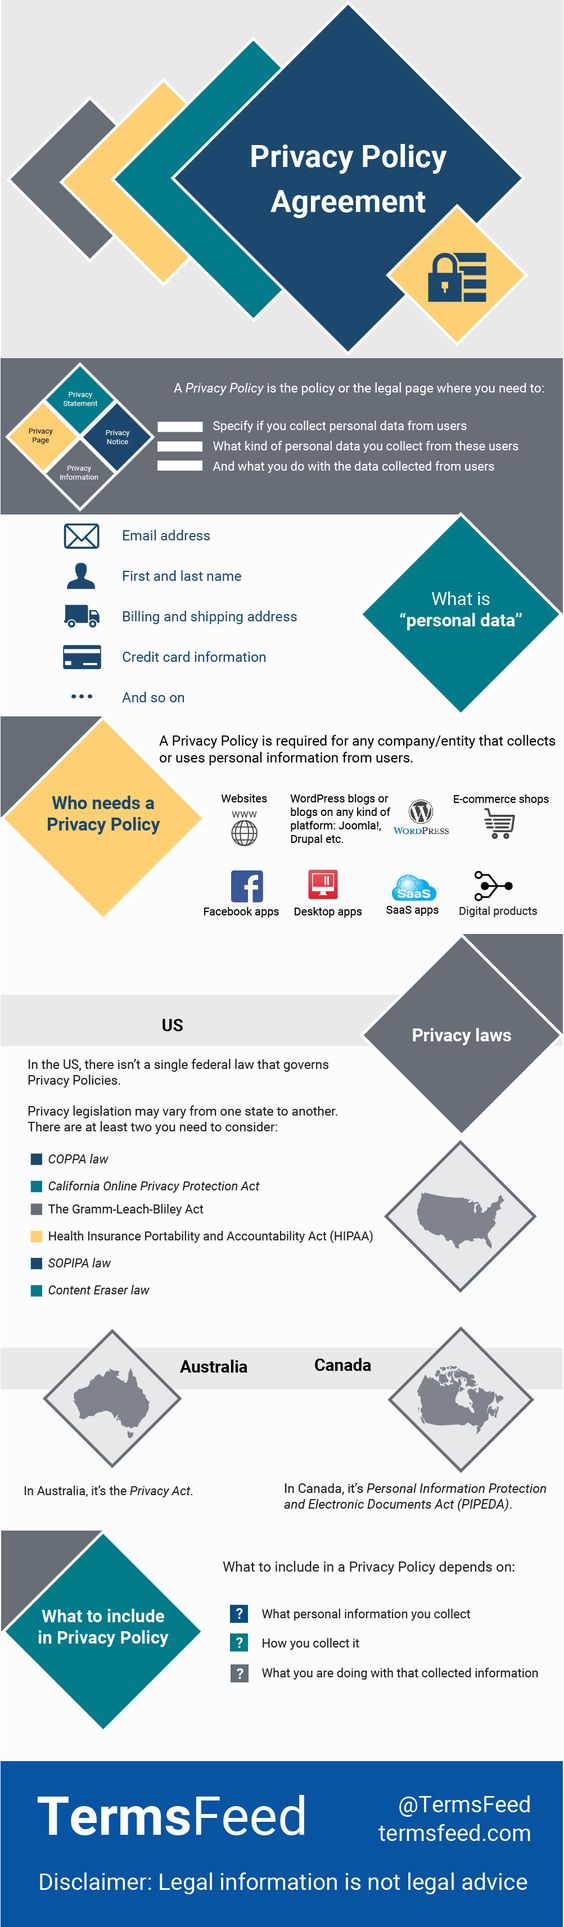 Privacy Policy
Agreement
Privacy
Statement
Privacy
Page
Privacy
Notice
Privacy
Information
A Privacy Policy is the policy or the legal page where you need to:
Specify if you collect personal data from users
What kind of personal data you collect from these users
And what you do with the data collected from users
Email address
First and last name
Billing and shipping address
Credit card information
And so on
What is
“personal data”
Who needs a
Privacy Policy
A Privacy Policy is required for any company/entity that collects
or uses personal information from users.
Websites
WWW
WordPress blogs or
blogs on any kind of
platform: Joomla!,
Drupal etc.
WORDPRESS
E-commerce shops
Facebook apps
Desktop apps
SaaS
SaaS apps
Digital products
US
Privacy laws
In the US, there isn’t a single federal law that governs
Privacy Policies.
Privacy legislation may vary from one state to another.
There are at least two you need to consider:
COPPA law
California Online Privacy Protection Act
The Gramm-Leach-Bliley Act
Health Insurance Portability and Accountability Act (HIPAA)
SOPIPA law
Content Eraser law
Australia
Canada
In Australia, it’s the Privacy Act.
In Canada, it’s Personal Information Protection
and Electronic Documents Act (PIPEDA).
What to include
in Privacy Policy
What to include in a Privacy Policy depends on:
? What personal information you collect
? How you collect it
? What you are doing with that collected information
TermsFeed
@TermsFeed
termsfeed.com
Disclaimer: Legal information is not legal advice